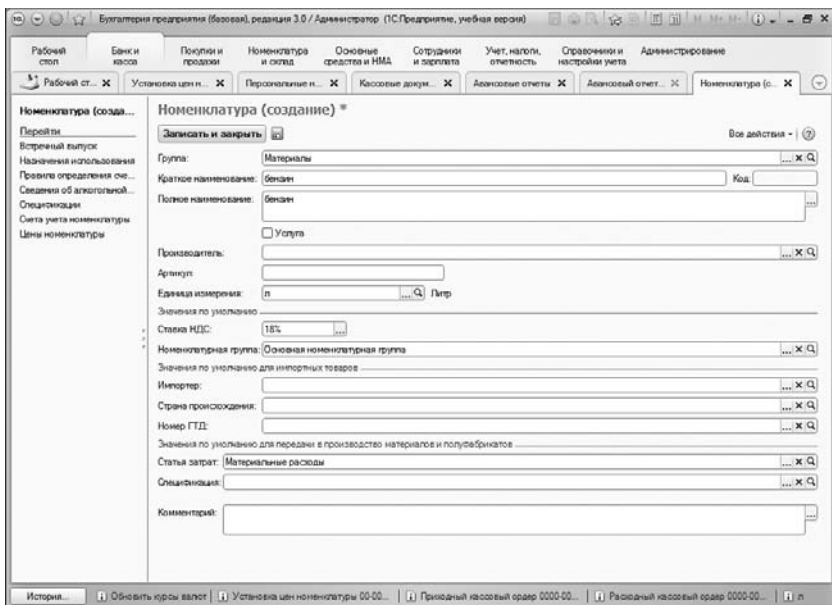 Бухгалтерия предприятия (базовая), редакция 3.0 / Администратор (1С:Предприятие, учебная версия)
M M+ M-
Рабочий стол
Банк и касса
Покупки и продажи
Номенклатура и склад
Основные средства и НМА
Сотрудники и зарплата
Учет, налоги, отчетность
Справочники и настройки учета
Администрирование
Рабочий ст...
Установка цен н...
Персональные н...
Кассовые докум...
Авансовые отчеты
Авансовый отчет...
Номенклатура (с...
Номенклатура (созда...
Перейти
Встречный выпуск
Назначения использования
Правила определения сче...
Сведения об алкогольной...
Спецификации
Счета учета номенклатуры
Цены номенклатуры
Номенклатура (создание) *
Записать и закрыть
Все действия
Группа: Материалы
Краткое наименование: бензин Код:
Полное наименование: бензин
Услуга
Производитель:
Артикул:
Единица измерения: л Литр
Значения по умолчанию
Ставка НДС: 18%
Номенклатурная группа: Основная номенклатурная группа
Значения по умолчанию для импортных товаров
Импортер:
Страна происхождения:
Номер ГТД:
Значения по умолчанию для передачи в производство материалов и полуфабрикатов
Статья затрат: Материальные расходы
Спецификация:
Комментарий:
История...
Обновить курсы валют
Установка цен номенклатуры 00-00...
Приходный кассовый ордер 0000-00...
Расходный кассовый ордер 0000-00...
л